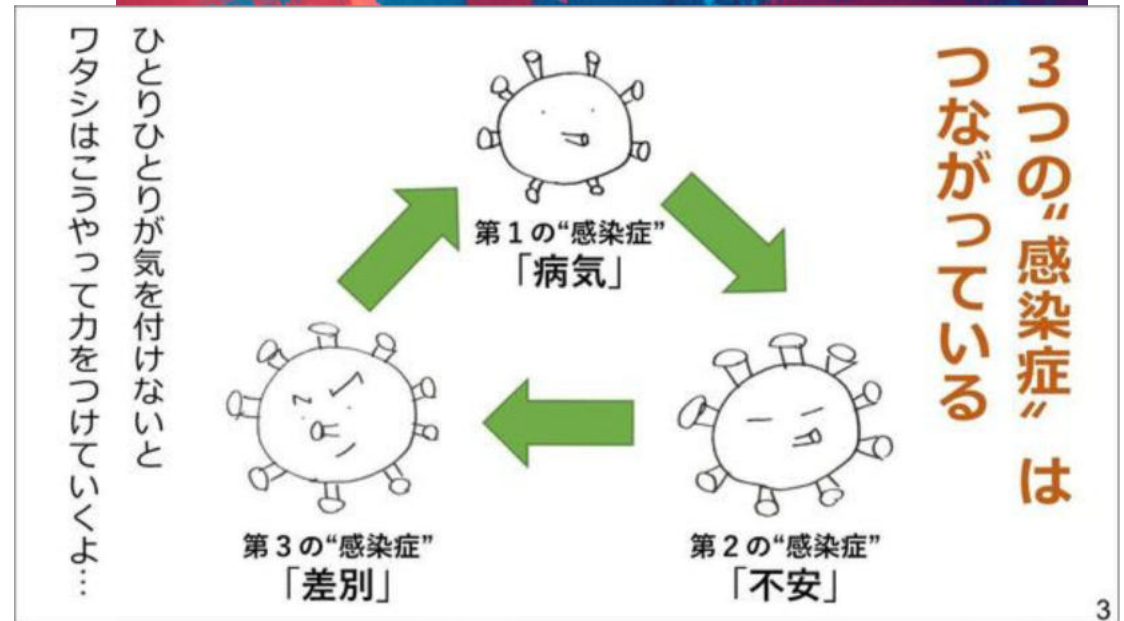 3つの“感染症”は
つながっている
第1の“感染症”
「病気」
第2の“感染症”
「不安」
第3の“感染症”
「差別」
ひとりひとりが気を付けないと
ワタシはこうやって力をつけていくよ…
3